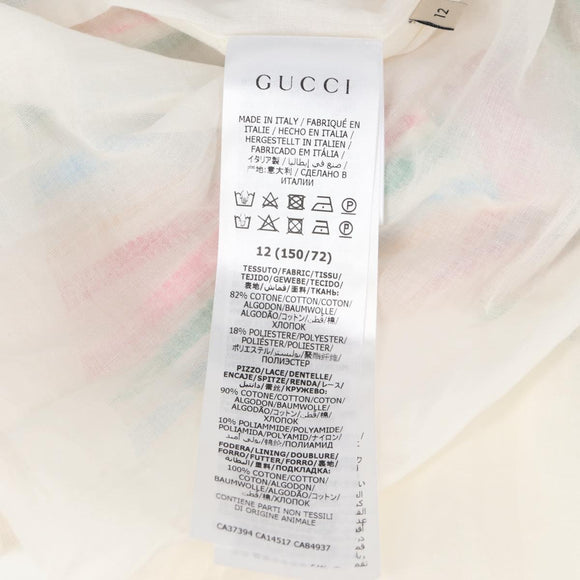 12
GUCCI
MADE IN ITALY / FABRIQUÉ EN
ITALIE / HECHO EN ITALIA /
HERGESTELLT IN ITALIEN /
FABRICADO EM ITÁLIA /
イタリア製 / صنع في إيطاليا /
产地:意大利 / СДЕЛАНО В
ИТАЛИИ
12 (150/72)
TESSUTO/FABRIC/TISSU/
TEJIDO/GEWEBE/TECIDO/
表地/قماش/面料/ТКАНЬ:
82% COTONE/COTTON/COTON/
ALGODON/BAUMWOLLE/
ALGODÃO/コットン/قطن/棉/
ХЛОПОК
18% POLIESTERE/POLYESTER/
POLIÉSTER/POLYESTER/
POLIÉSTER/
ポリエステル/بوليستير/聚酯纤维/
ПОЛИЭСТЕР
PIZZO/LACE/DENTELLE/
ENCAJE/SPITZE/RENDA/レース/
دانتيل/蕾丝/КРУЖЕВО:
90% COTONE/COTTON/COTON/
ALGODON/BAUMWOLLE/
ALGODÃO/コットン/قطن/棉/
ХЛОПОК
10% POLIAMMIDE/POLYAMIDE/
POLIAMIDA/POLYAMID/ナイロン/
ПОЛИАМИД
FODERA/LINING/DOUBLURE/
FORRO/FUTTER/FORRO/裏地/
البطانة/里料/ПОДКЛАДКА:
100% COTONE/COTTON/
COTON/ALGODON/
BAUMWOLLE/ALGODÃO/
コットン/قطن/棉/ХЛОПОК
CONTIENE PARTI NON TESSILI
DI ORIGINE ANIMALE
CA37394 CA14517 CA84937